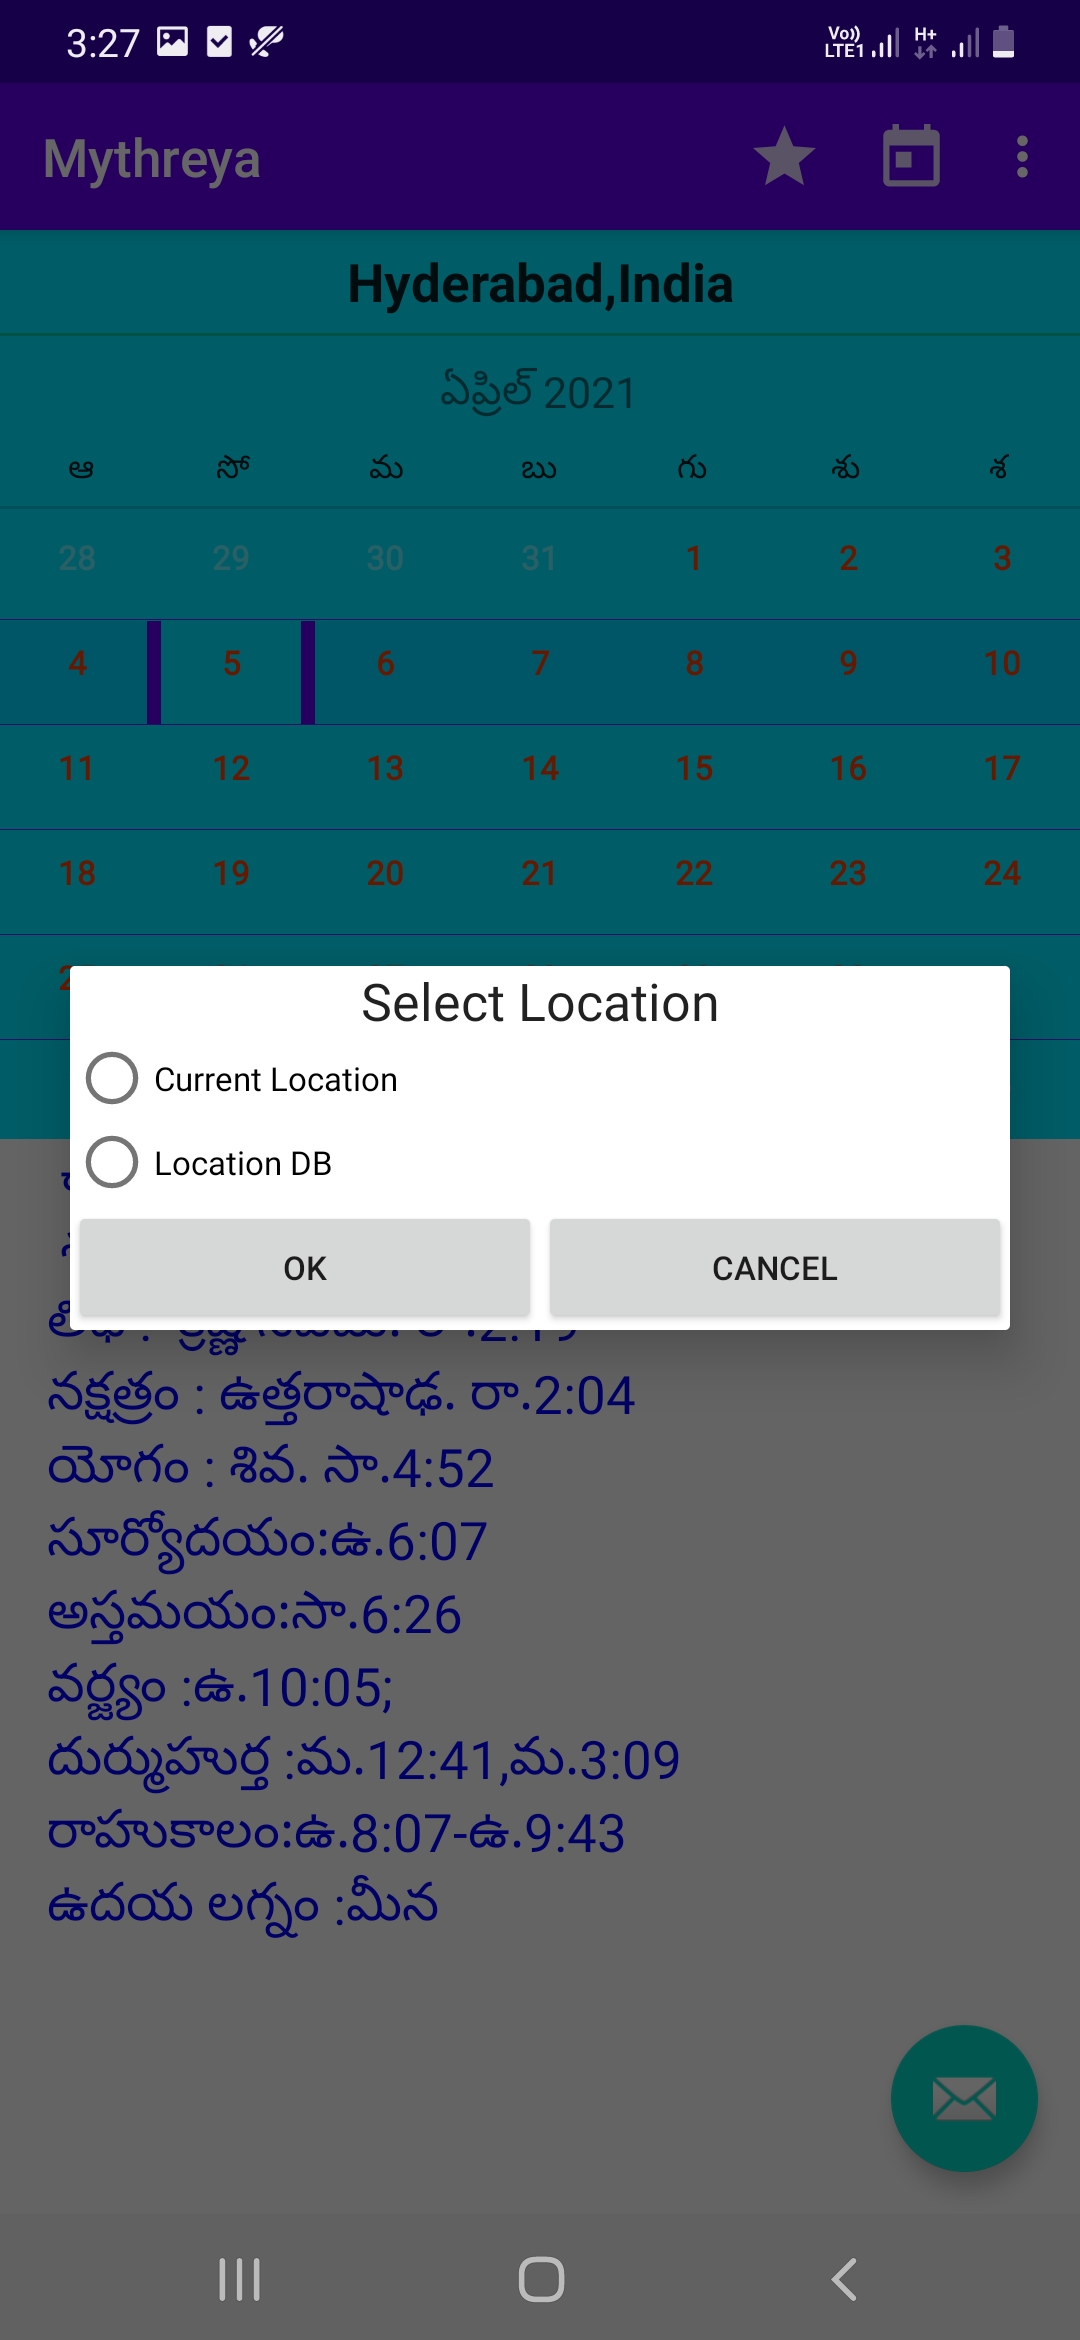 3:27 Vo)) LTE1 H+
Mythreya
Hyderabad,India
ఏప్రిల్ 2021
ఆ సో మ బు గు శు శ
28 29 30 31 1 2 3
4 5 6 7 8 9 10
11 12 13 14 15 16 17
18 19 20 21 22 23 24
Select Location
Current Location
Location DB
OK CANCEL
నక్షత్రం : ఉత్తరాషాఢ. రా.2:04
యోగం : శివ. సా.4:52
సూర్యోదయం:ఉ.6:07
అస్తమయం:సా.6:26
వర్జ్యం :ఉ.10:05;
దుర్ముహుర్త :మ.12:41,మ.3:09
రాహుకాలం:ఉ.8:07-ఉ.9:43
ఉదయ లగ్నం :మీన